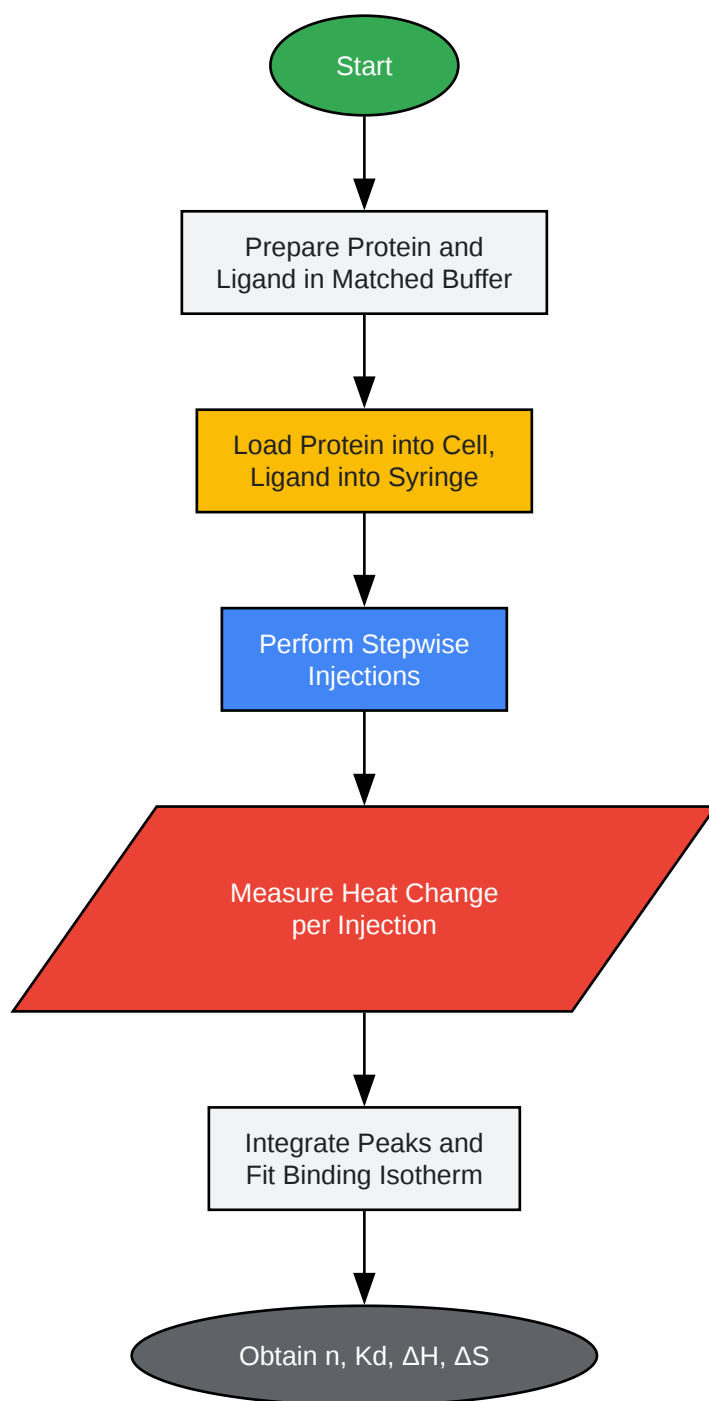 Start
Prepare Protein and
Ligand in Matched Buffer
Load Protein into Cell,
Ligand into Syringe
Perform Stepwise
Injections
Measure Heat Change
per Injection
Integrate Peaks and
Fit Binding Isotherm
Obtain n, Kd, ΔH, ΔS